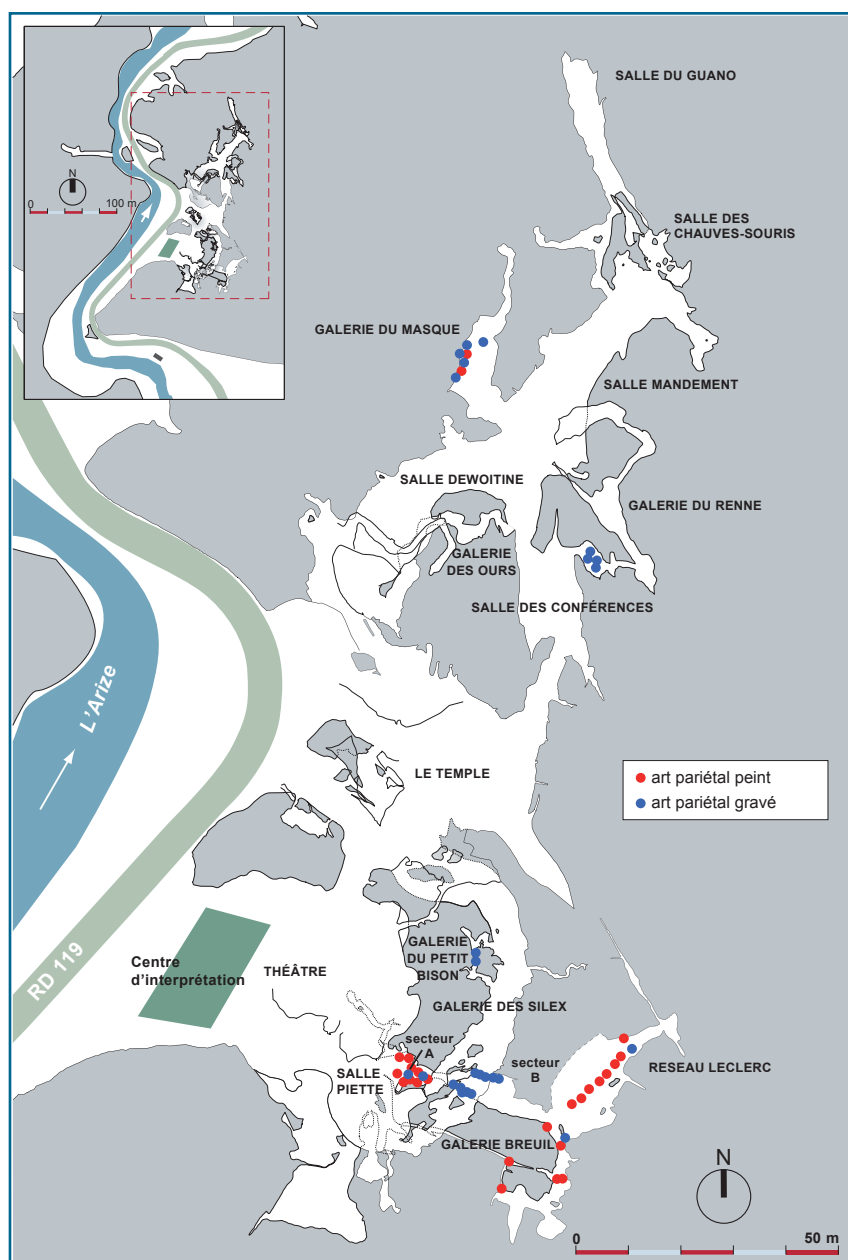 N
0
100 m
SALLE DU GUANO
SALLE DES
CHAUVES-SOURIS
GALERIE DU MASQUE
SALLE MANDEMENT
SALLE DEWOITINE
GALERIE DU RENNE
GALERIE
DES OURS
SALLE DES CONFÉRENCES
L'Arize
LE TEMPLE
art pariétal peint
art pariétal gravé
RD 119
Centre
d'interprétation
THÉÂTRE
GALERIE
DU PETIT
BISON
GALERIE DES SILEX
secteur
A
SALLE
PIETTE
secteur
B
RESEAU LECLERC
GALERIE BREUIL
N
0
50 m